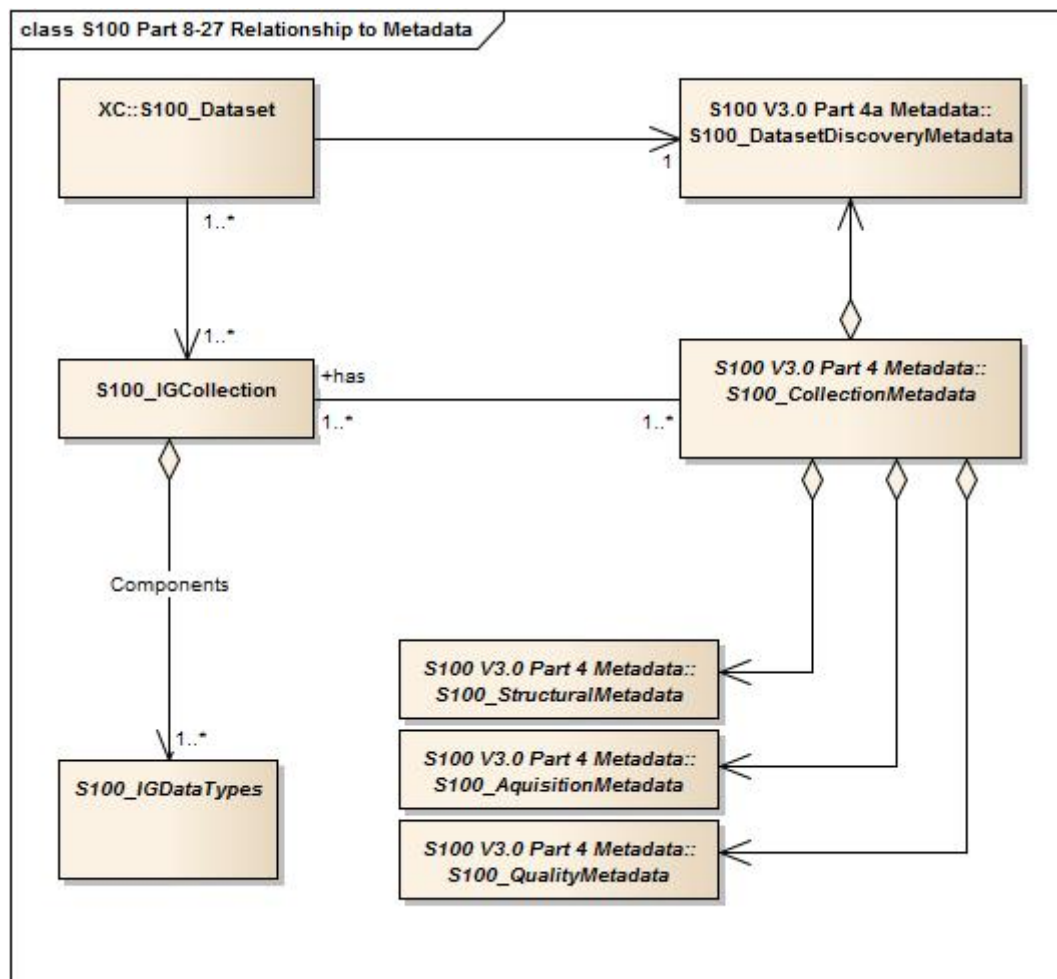 class S100 Part 8-27 Relationship to Metadata
XC::S100_Dataset
S100 V3.0 Part 4a Metadata::
S100_DatasetDiscoveryMetadata
1
1..*
1..*
S100_IGCollection
+has
1..*
1..*
S100 V3.0 Part 4 Metadata::
S100_CollectionMetadata
Components
1..*
S100_IGDataTypes
S100 V3.0 Part 4 Metadata::
S100_StructuralMetadata
S100 V3.0 Part 4 Metadata::
S100_AquisitionMetadata
S100 V3.0 Part 4 Metadata::
S100_QualityMetadata